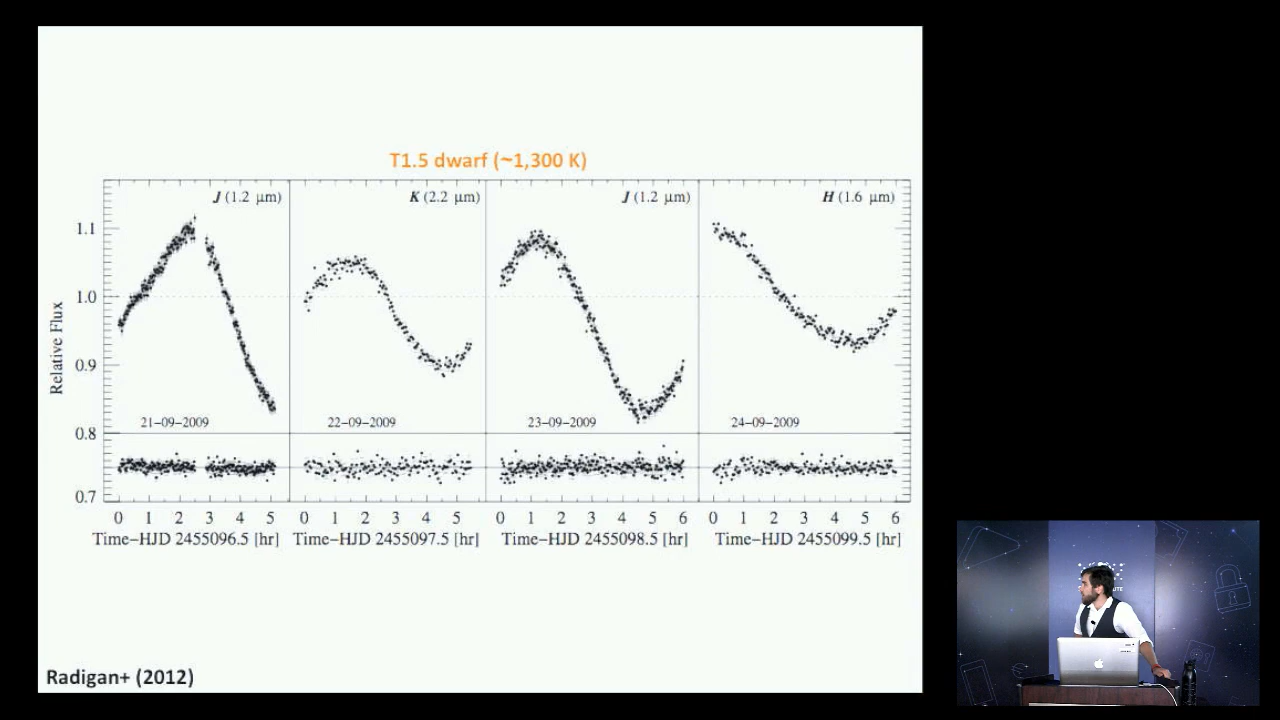 T1.5 dwarf (~1,300 K)
J (1.2 μm)
K (2.2 μm)
J (1.2 μm)
H (1.6 μm)
1.1
1.0
0.9
0.8
0.7
Relative Flux
21-09-2009
22-09-2009
23-09-2009
24-09-2009
0 1 2 3 4 5
0 1 2 3 4 5
0 1 2 3 4 5 6
0 1 2 3 4 5 6
Time-HJD 2455096.5 [hr]
Time-HJD 2455097.5 [hr]
Time-HJD 2455098.5 [hr]
Time-HJD 2455099.5 [hr]
Radigan+ (2012)